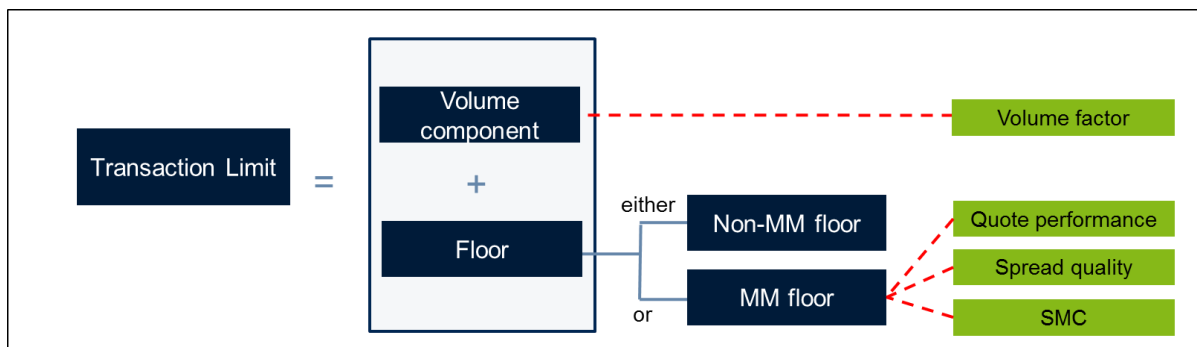 Volume
component
Volume factor
Transaction Limit
=
+
either
Non-MM floor
Quote performance
Floor
Spread quality
MM floor
or
SMC